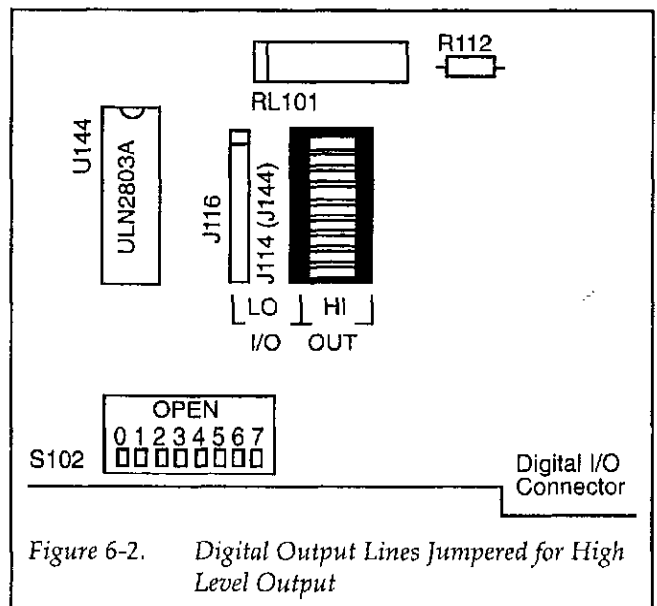 R112
RL101
U144
ULN2803A
J116
J114 (J144)
LO HI
I/O OUT
OPEN
0 1 2 3 4 5 6 7
S102
Digital I/O
Connector
Figure 6-2. Digital Output Lines Jumpered for High
Level Output